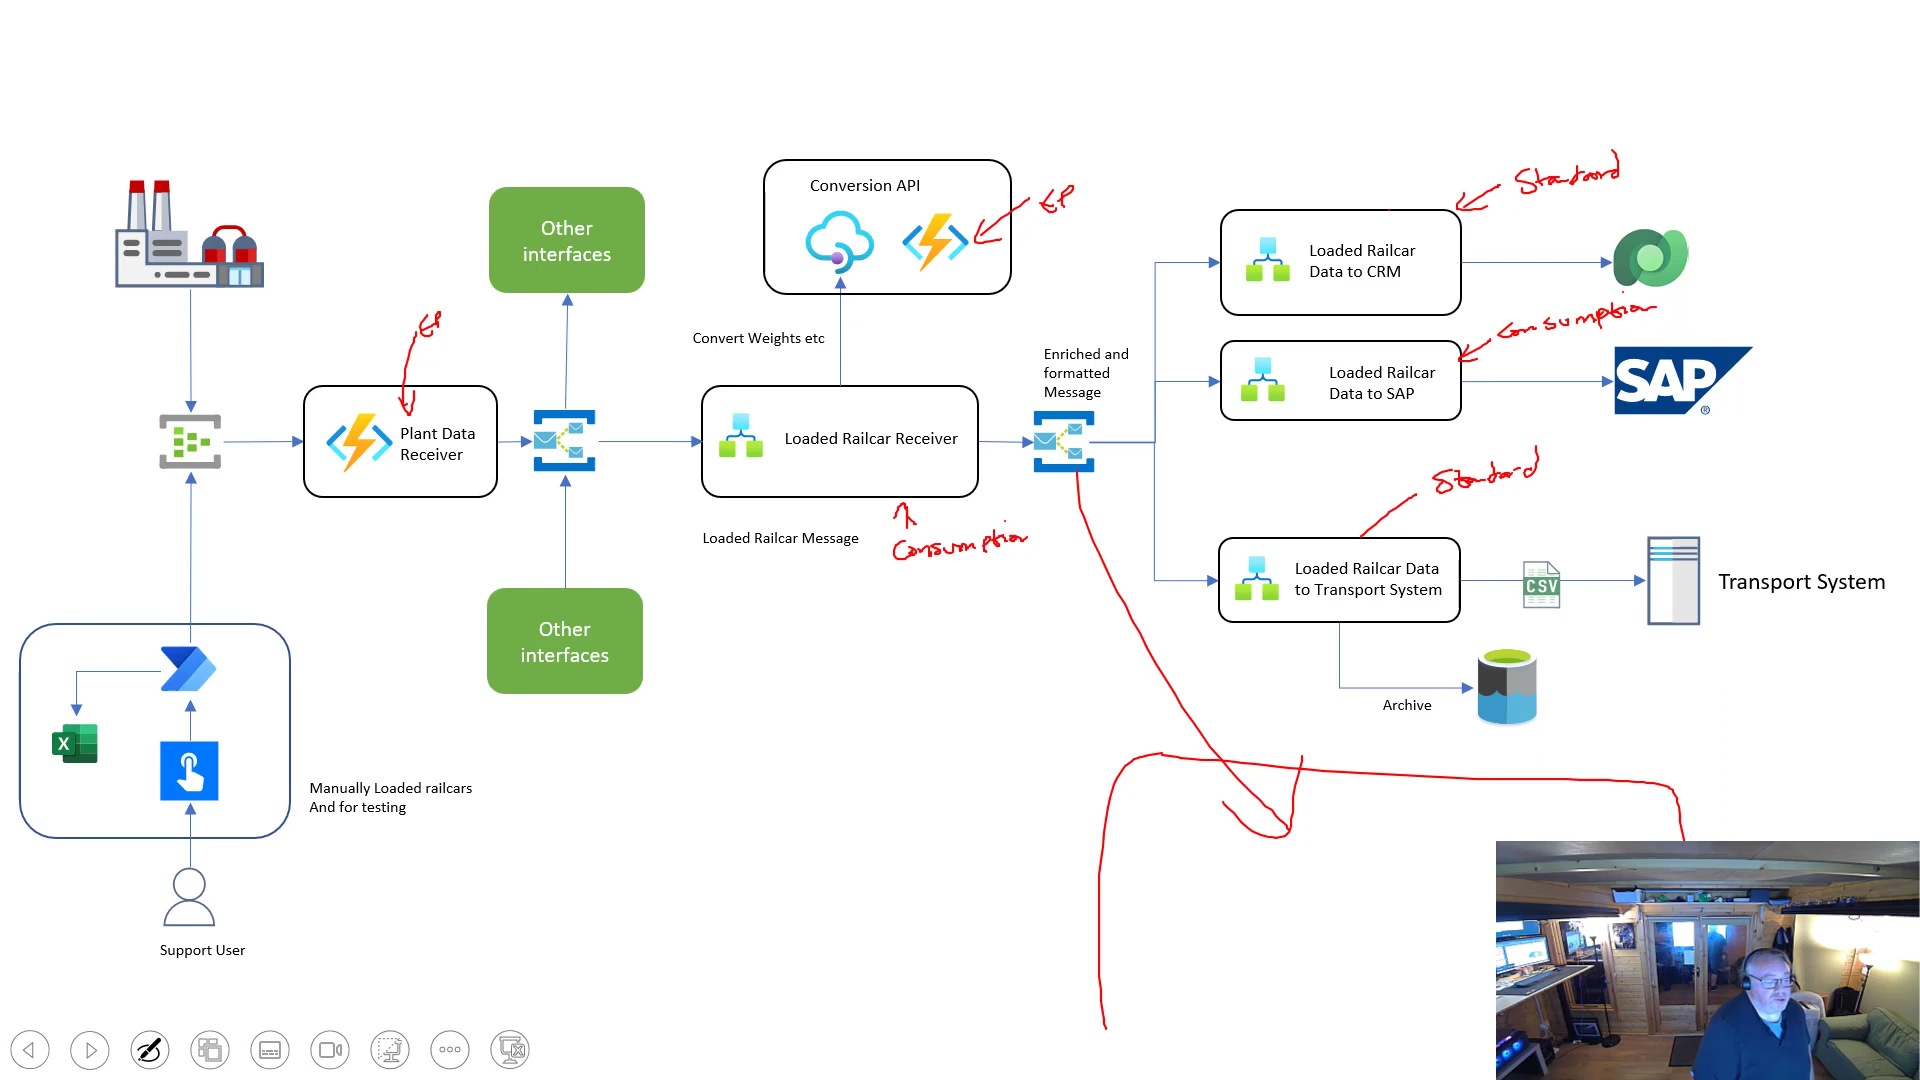 Conversion API
Standard
EP
Other
interfaces
Loaded Railcar
Data to CRM
Consumption
EP
Convert Weights etc
Enriched and
formatted
Message
Loaded Railcar
Data to SAP
SAP
®
Plant Data
Receiver
Loaded Railcar Receiver
Standard
Loaded Railcar Message
Consumption
Loaded Railcar Data
to Transport System
CSV
Transport System
Other
interfaces
Archive
X
Manually Loaded railcars
And for testing
Support User